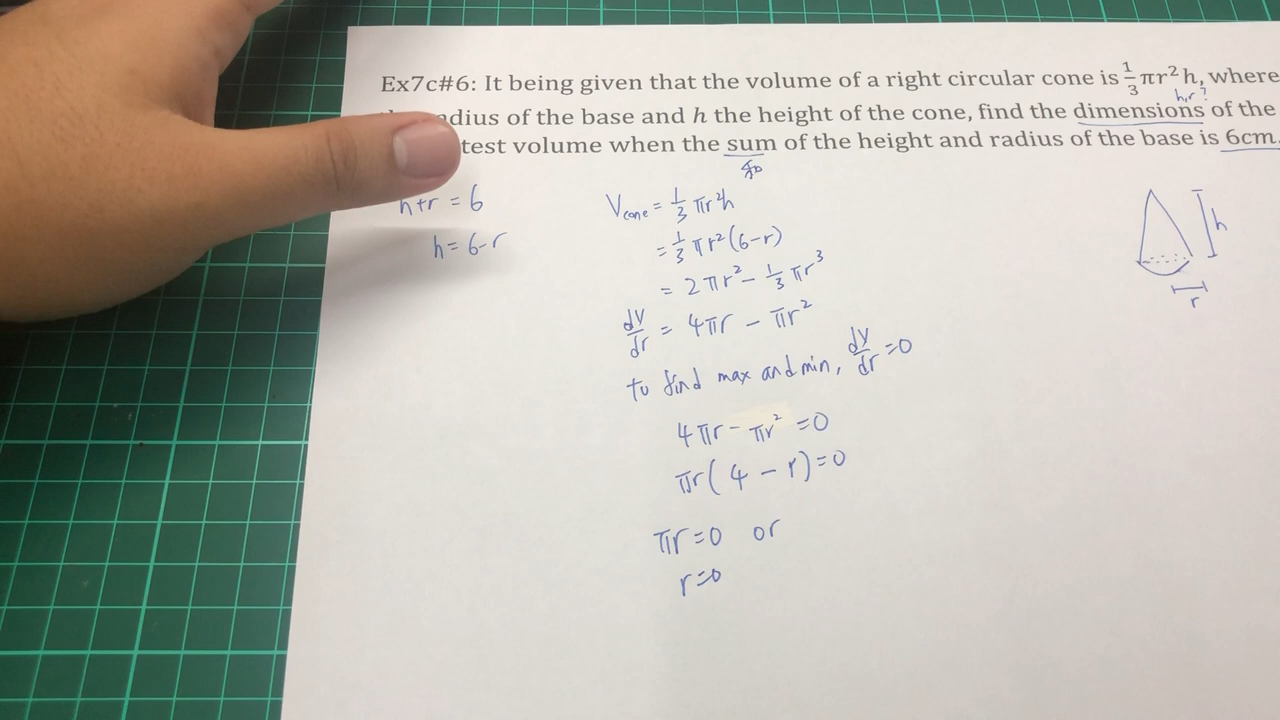 Ex7c#6: It being given that the volume of a right circular cone is 1/3 πr²h, where
h, r?
radius of the base and h the height of the cone, find the dimensions of the
volume when the sum of the height and radius of the base is 6cm.
h+r = 6
h = 6-r
V cone = 1/3 πr²h
= 1/3 πr²(6-r)
= 2πr² - 1/3 πr³
dV/dr = 4πr - πr²
to find max and min, dV/dr = 0
4πr - πr² = 0
πr(4 - r) = 0
πr = 0 or
r = 0
h
r